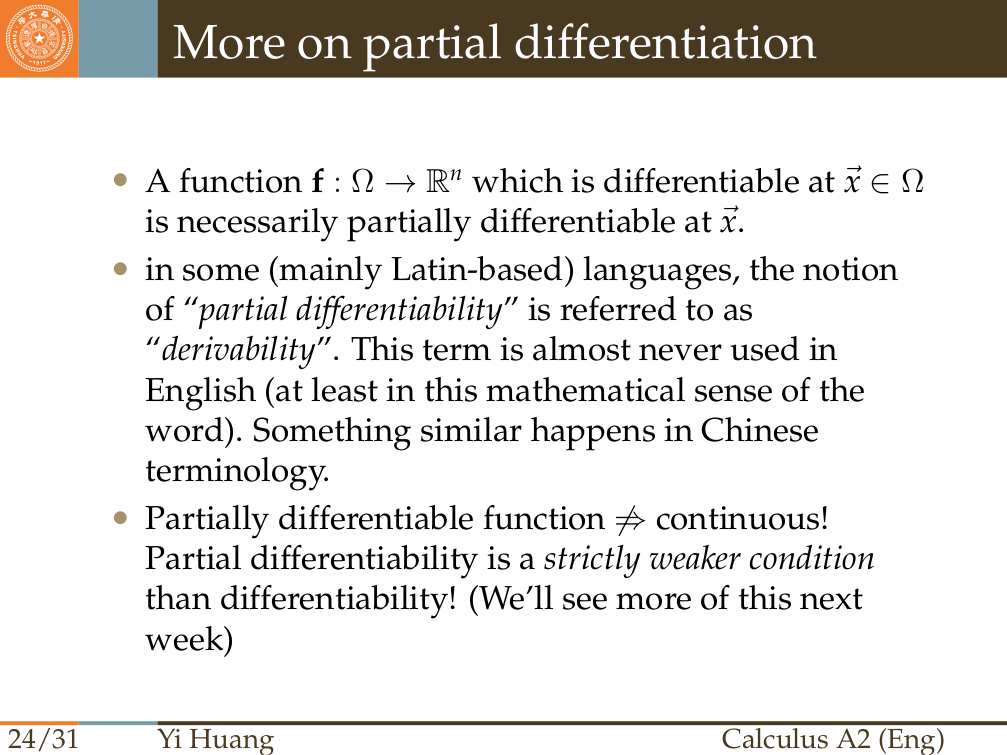 More on partial differentiation
• A function f : Ω → ℝⁿ which is differentiable at x⃗ ∈ Ω
is necessarily partially differentiable at x⃗.
• in some (mainly Latin-based) languages, the notion
of “partial differentiability” is referred to as
“derivability”. This term is almost never used in
English (at least in this mathematical sense of the
word). Something similar happens in Chinese
terminology.
• Partially differentiable function ⇏ continuous!
Partial differentiability is a strictly weaker condition
than differentiability! (We’ll see more of this next
week)
24/31 Yi Huang Calculus A2 (Eng)